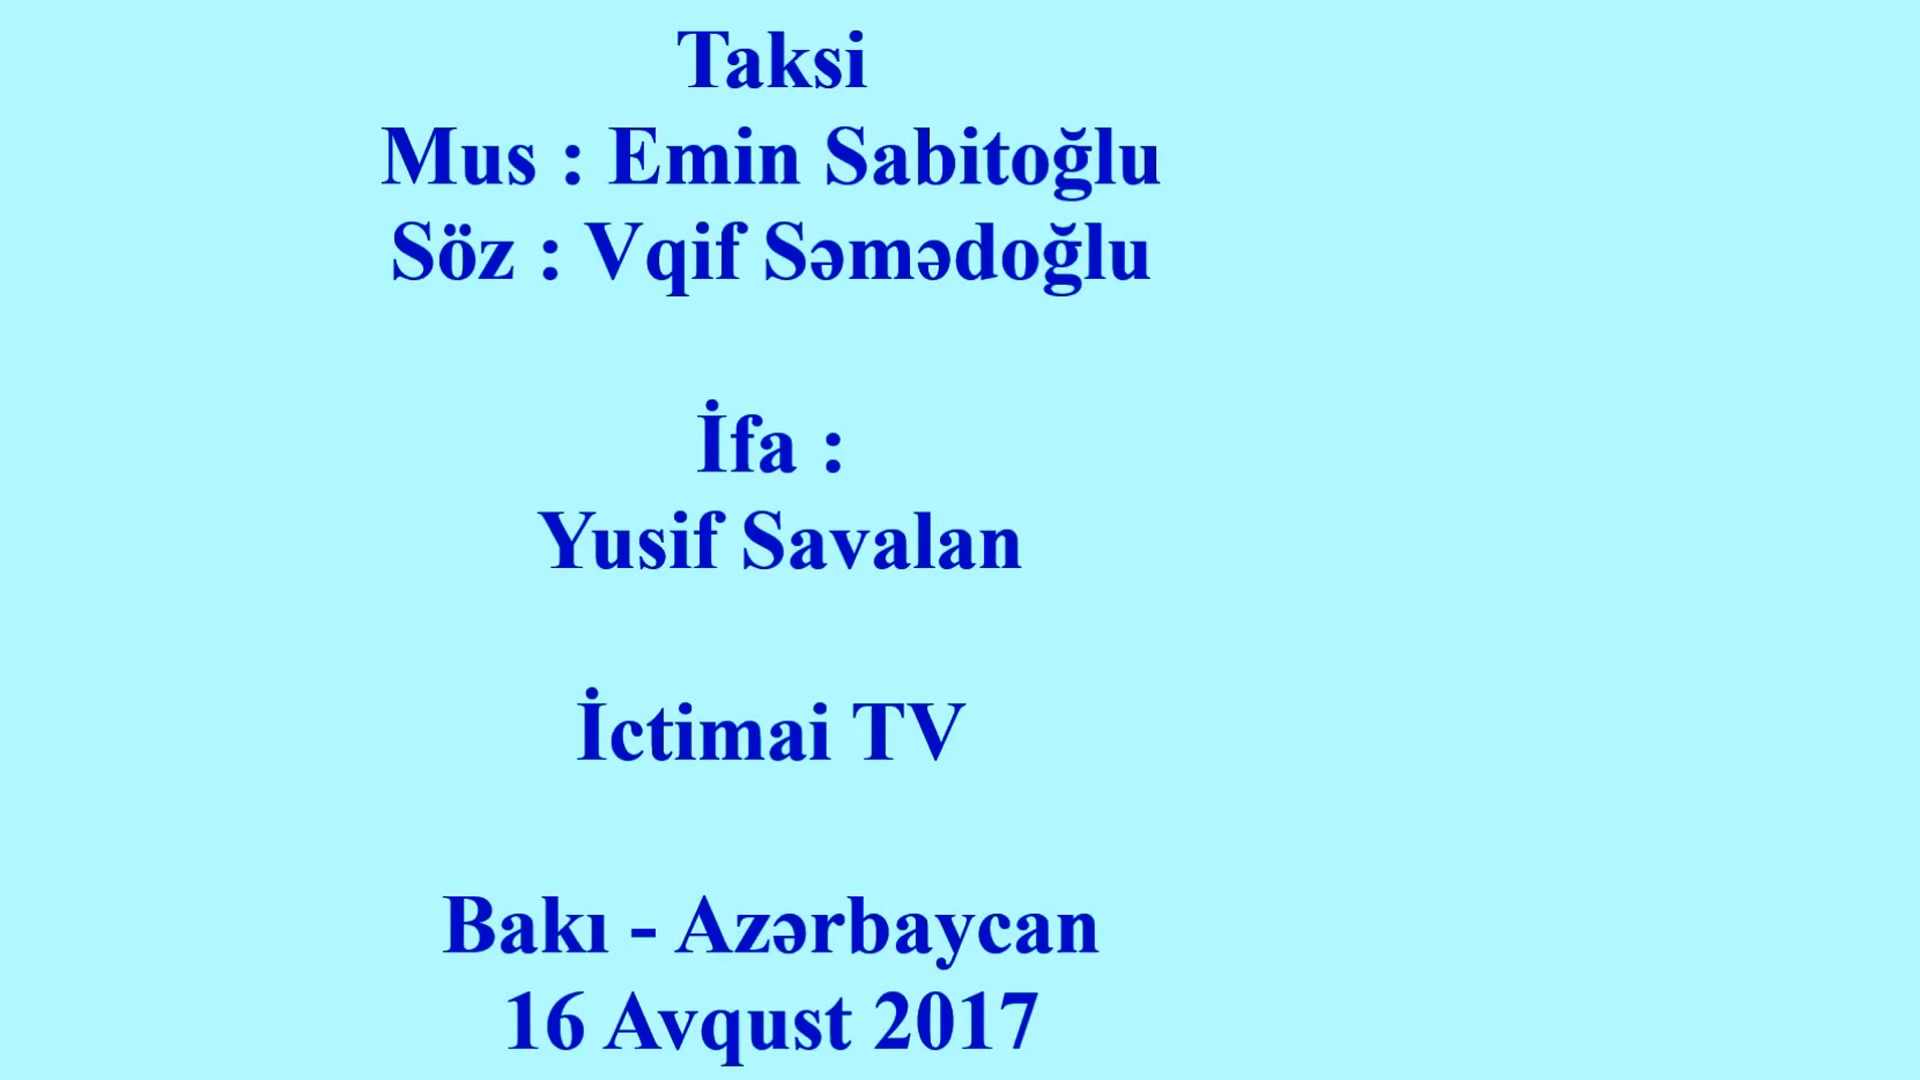 Taksi
Mus : Emin Sabitoğlu
Söz : Vqif Səmədoğlu
İfa :
Yusif Savalan
İctimai TV
Bakı - Azərbaycan
16 Avqust 2017